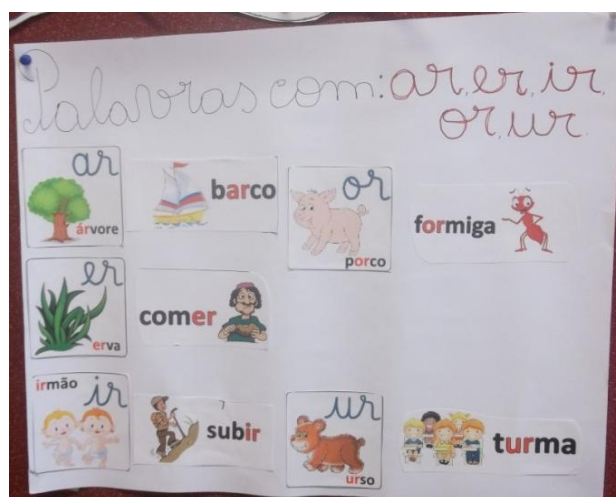 Palavras com: ar, er, ir,
or, ur.
ar
árvore
barco
or
porco
formiga
er
erva
comer
irmão
ir
subir
ur
urso
turma